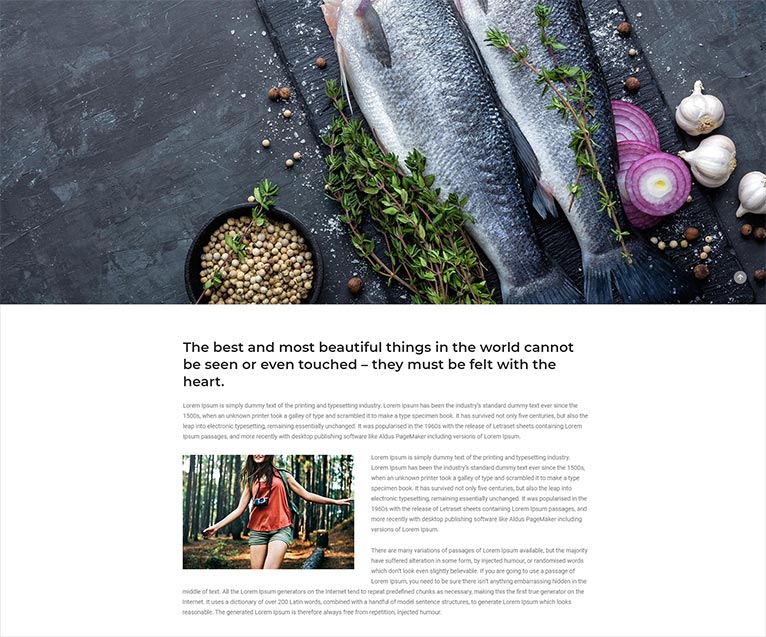 The best and most beautiful things in the world cannot
be seen or even touched – they must be felt with the
heart.
Lorem Ipsum is simply dummy text of the printing and typesetting industry. Lorem Ipsum has been the industry's standard dummy text ever since the
1500s, when an unknown printer took a galley of type and scrambled it to make a type specimen book. It has survived not only five centuries, but also the
leap into electronic typesetting, remaining essentially unchanged. It was popularised in the 1960s with the release of Letraset sheets containing Lorem
Ipsum passages, and more recently with desktop publishing software like Aldus PageMaker including versions of Lorem Ipsum.
Lorem Ipsum is simply dummy text of the printing and typesetting industry.
Lorem Ipsum has been the industry's standard dummy text ever since the 1500s,
when an unknown printer took a galley of type and scrambled it to make a type
specimen book. It has survived not only five centuries, but also the leap into
electronic typesetting, remaining essentially unchanged. It was popularised in the
1960s with the release of Letraset sheets containing Lorem Ipsum passages, and
more recently with desktop publishing software like Aldus PageMaker including
versions of Lorem Ipsum.
There are many variations of passages of Lorem Ipsum available, but the majority
have suffered alteration in some form, by injected humour, or randomised words
which don't look even slightly believable. If you are going to use a passage of
Lorem Ipsum, you need to be sure there isn't anything embarrassing hidden in the
middle of text. All the Lorem Ipsum generators on the Internet tend to repeat predefined chunks as necessary, making this the first true generator on the
Internet. It uses a dictionary of over 200 Latin words, combined with a handful of model sentence structures, to generate Lorem Ipsum which looks
reasonable. The generated Lorem Ipsum is therefore always free from repetition, injected humour.